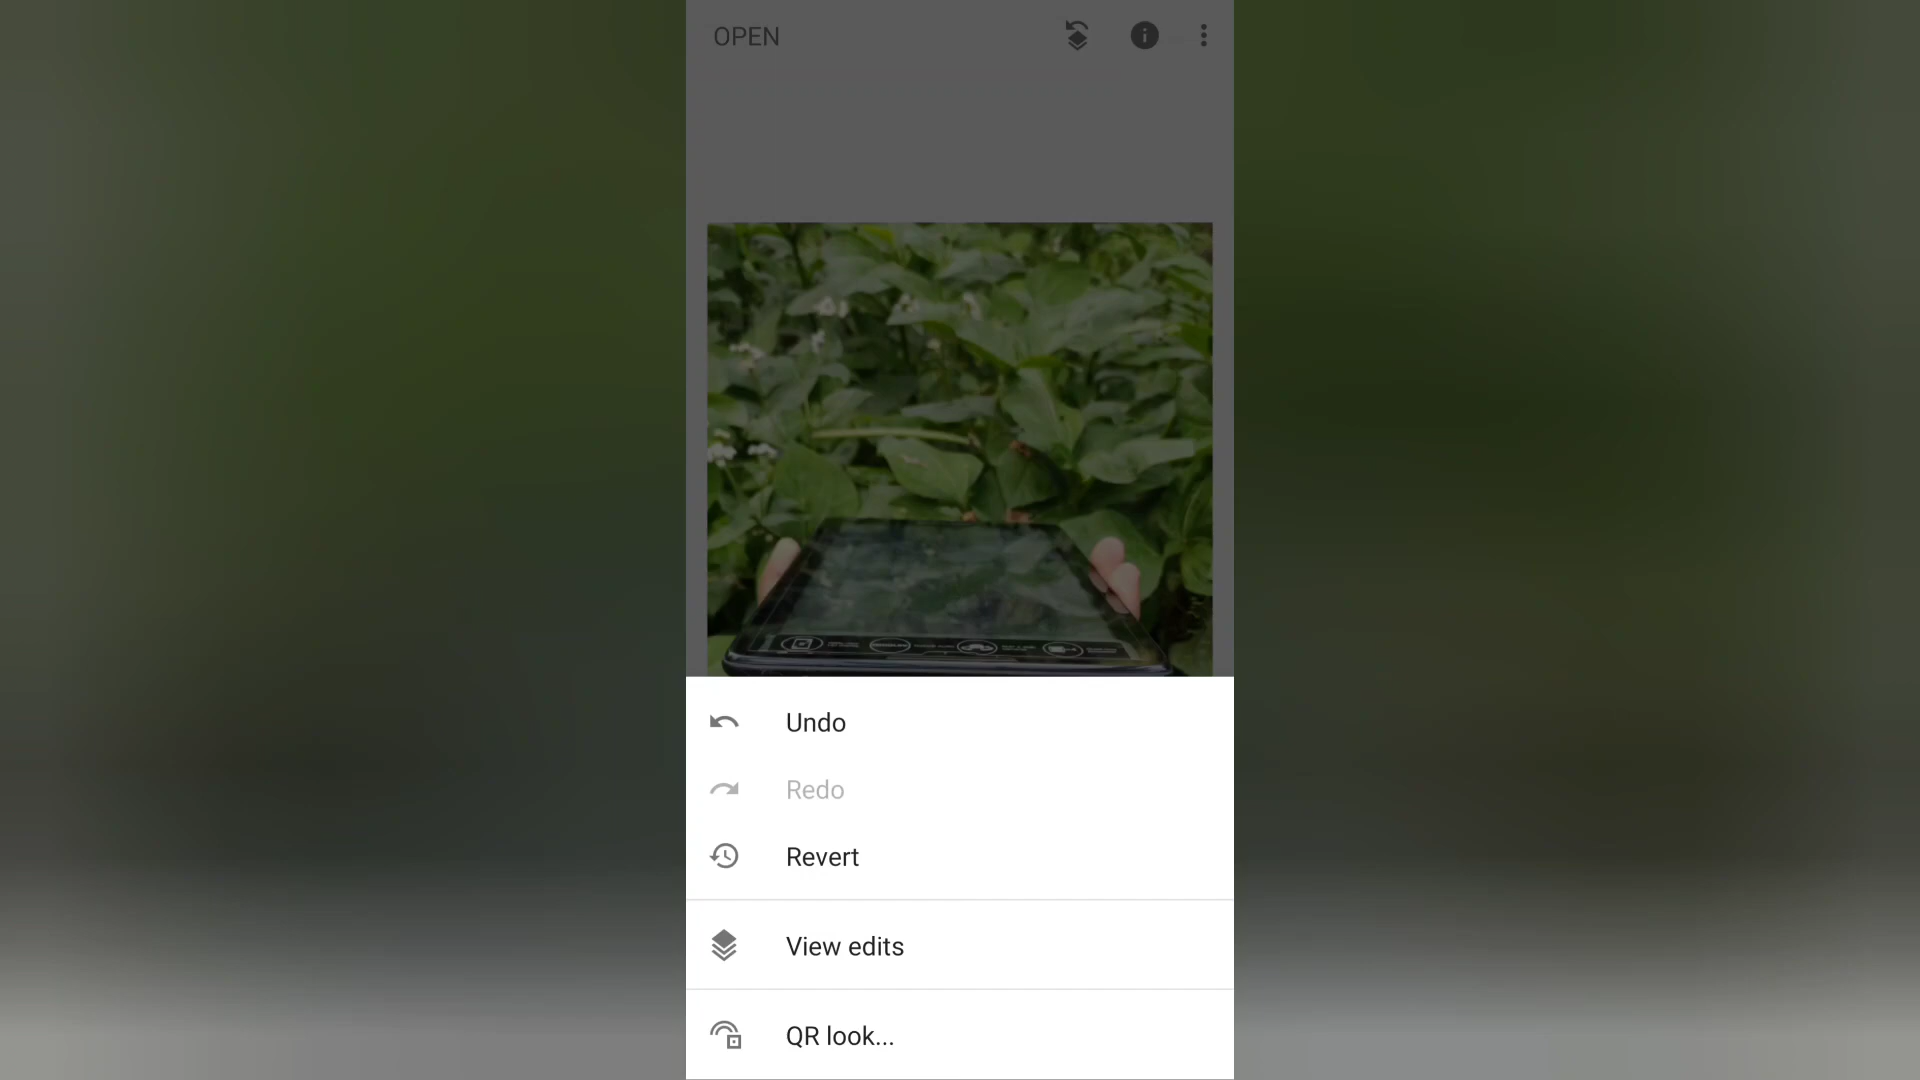 OPEN
Undo
Redo
Revert
View edits
QR look...